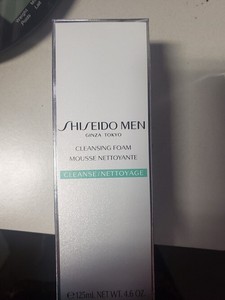 SHISEIDO MEN
GINZA TOKYO
CLEANSING FOAM
MOUSSE NETTOYANTE
CLEANSE/NETTOYAGE
℮ 125mL NET WT. 4.6 OZ.